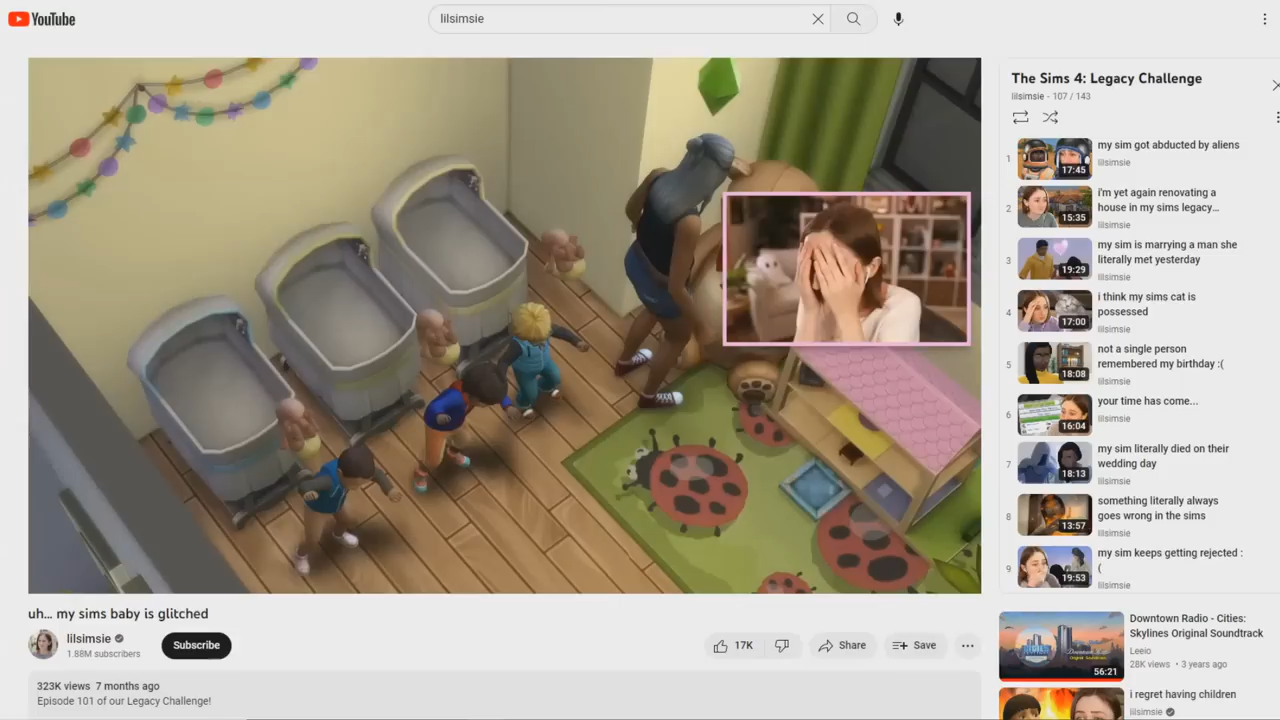 YouTube
lilsimsie
The Sims 4: Legacy Challenge
lilsimsie - 107 / 143
1
17:45
my sim got abducted by aliens
lilsimsie
2
15:35
i'm yet again renovating a
house in my sims legacy...
lilsimsie
3
19:29
my sim is marrying a man she
literally met yesterday
lilsimsie
4
17:00
i think my sims cat is
possessed
lilsimsie
5
18:08
not a single person
remembered my birthday :(
lilsimsie
6
16:04
your time has come...
lilsimsie
7
18:13
my sim literally died on their
wedding day
lilsimsie
8
13:57
something literally always
goes wrong in the sims
lilsimsie
9
19:53
my sim keeps getting rejected :
(
lilsimsie
uh... my sims baby is glitched
lilsimsie
1.88M subscribers
Subscribe
17K
Share
Save
323K views 7 months ago
Episode 101 of our Legacy Challenge!
56:21
Downtown Radio - Cities:
Skylines Original Soundtrack
Leeio
28K views • 3 years ago
i regret having children
lilsimsie